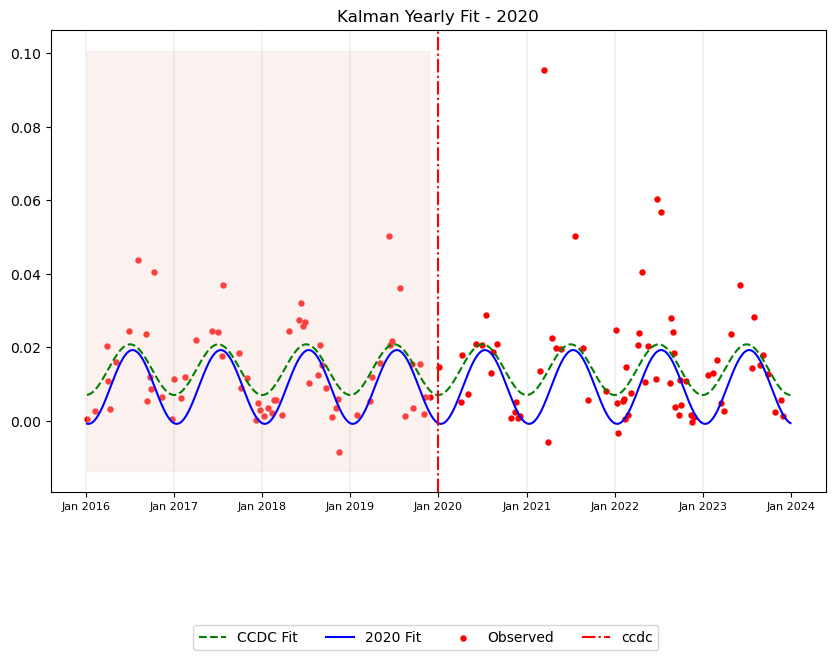 Kalman Yearly Fit - 2020
0.10
0.08
0.06
0.04
0.02
0.00
Jan 2016 Jan 2017 Jan 2018 Jan 2019 Jan 2020 Jan 2021 Jan 2022 Jan 2023 Jan 2024
CCDC Fit 2020 Fit Observed ccdc